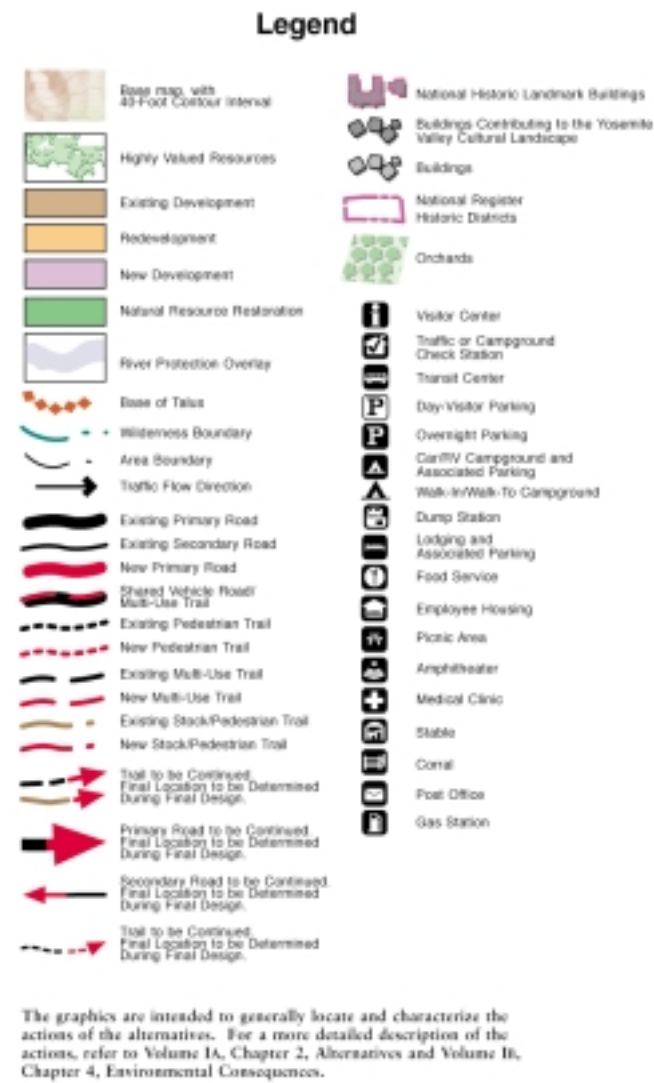 Legend
Base map, with
40-Foot Contour Interval
Highly Valued Resources
Existing Development
Redevelopment
New Development
Natural Resource Restoration
River Protection Overlay
Base of Talus
Wilderness Boundary
Area Boundary
Traffic Flow Direction
Existing Primary Road
Existing Secondary Road
New Primary Road
Shared Vehicle Road/
Multi-Use Trail
Existing Pedestrian Trail
New Pedestrian Trail
Existing Multi-Use Trail
New Multi-Use Trail
Existing Stock/Pedestrian Trail
New Stock/Pedestrian Trail
Trail to be Continued.
Final Location to be Determined
During Final Design.
Primary Road to be Continued.
Final Location to be Determined
During Final Design.
Secondary Road to be Continued.
Final Location to be Determined
During Final Design.
Trail to be Continued.
Final Location to be Determined
During Final Design.
National Historic Landmark Buildings
Buildings Contributing to the Yosemite
Valley Cultural Landscape
Buildings
National Register
Historic Districts
Orchards
Visitor Center
Traffic or Campground
Check Station
Transit Center
P
Day-Visitor Parking
P
Overnight Parking
Car/RV Campground and
Associated Parking
Walk-In/Walk-To Campground
Dump Station
Lodging and
Associated Parking
Food Service
Employee Housing
Picnic Area
Amphitheater
Medical Clinic
Stable
Corral
Post Office
Gas Station
The graphics are intended to generally locate and characterize the
actions of the alternatives. For a more detailed description of the
actions, refer to Volume IA, Chapter 2, Alternatives and Volume IB,
Chapter 4, Environmental Consequences.